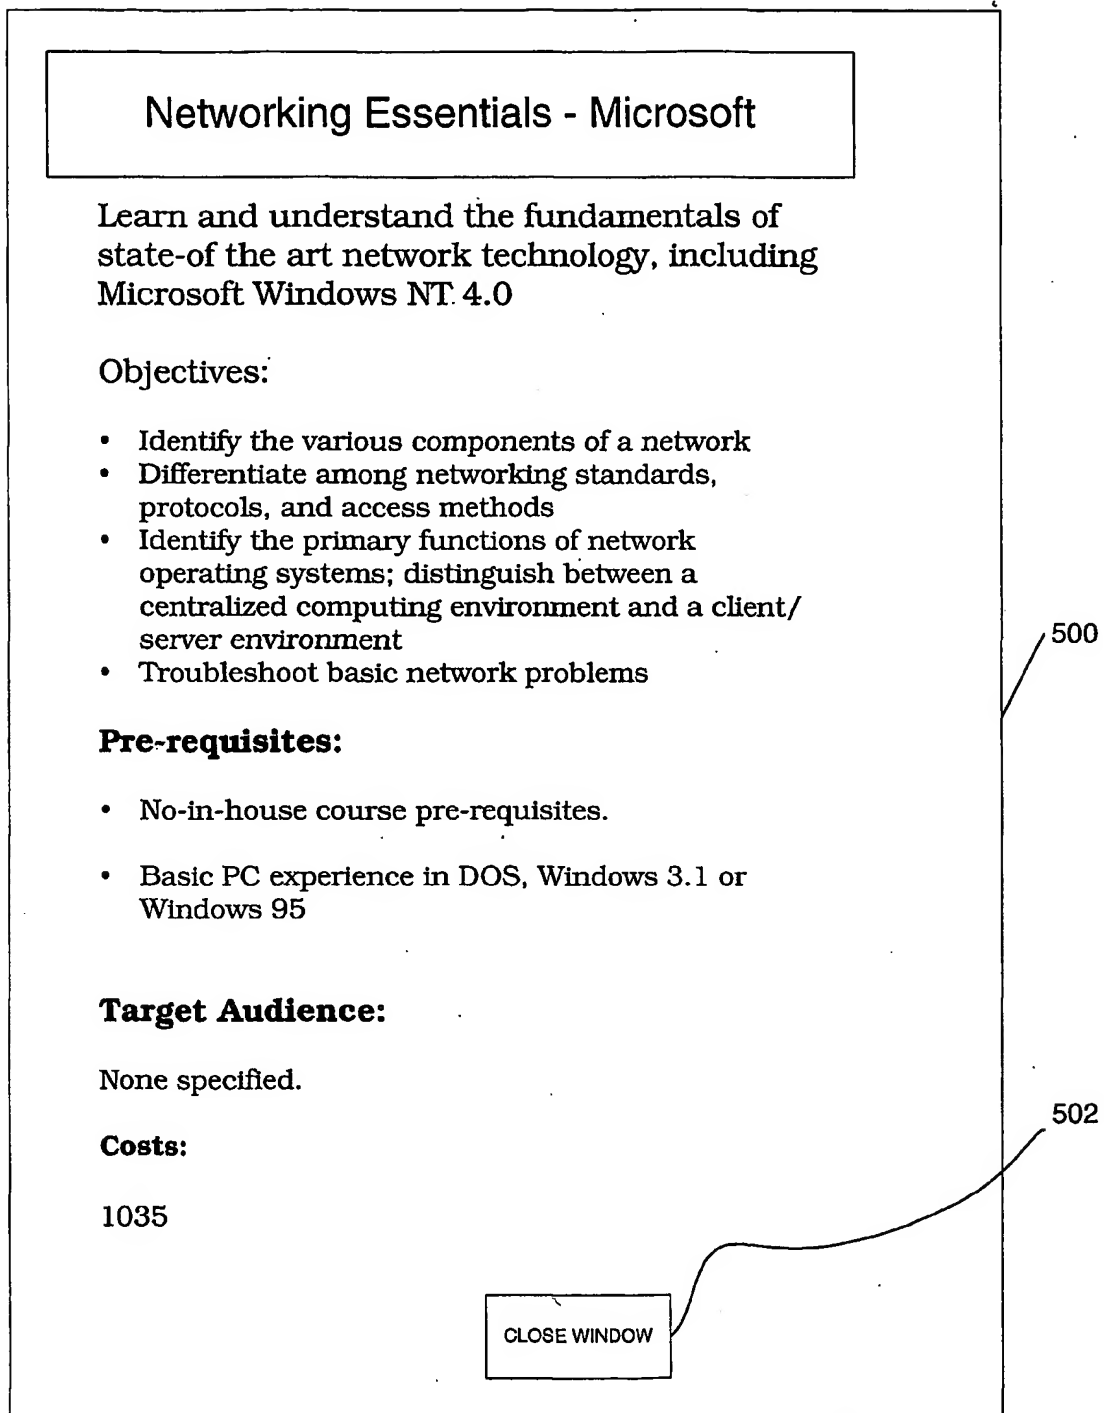 Networking Essentials - Microsoft
Learn and understand the fundamentals of
state-of the art network technology, including
Microsoft Windows NT 4.0
Objectives:
• Identify the various components of a network
• Differentiate among networking standards,
protocols, and access methods
• Identify the primary functions of network
operating systems; distinguish between a
centralized computing environment and a client/
server environment
• Troubleshoot basic network problems
500
Pre-requisites:
• No-in-house course pre-requisites.
• Basic PC experience in DOS, Windows 3.1 or
Windows 95
Target Audience:
None specified.
502
Costs:
1035
CLOSE WINDOW